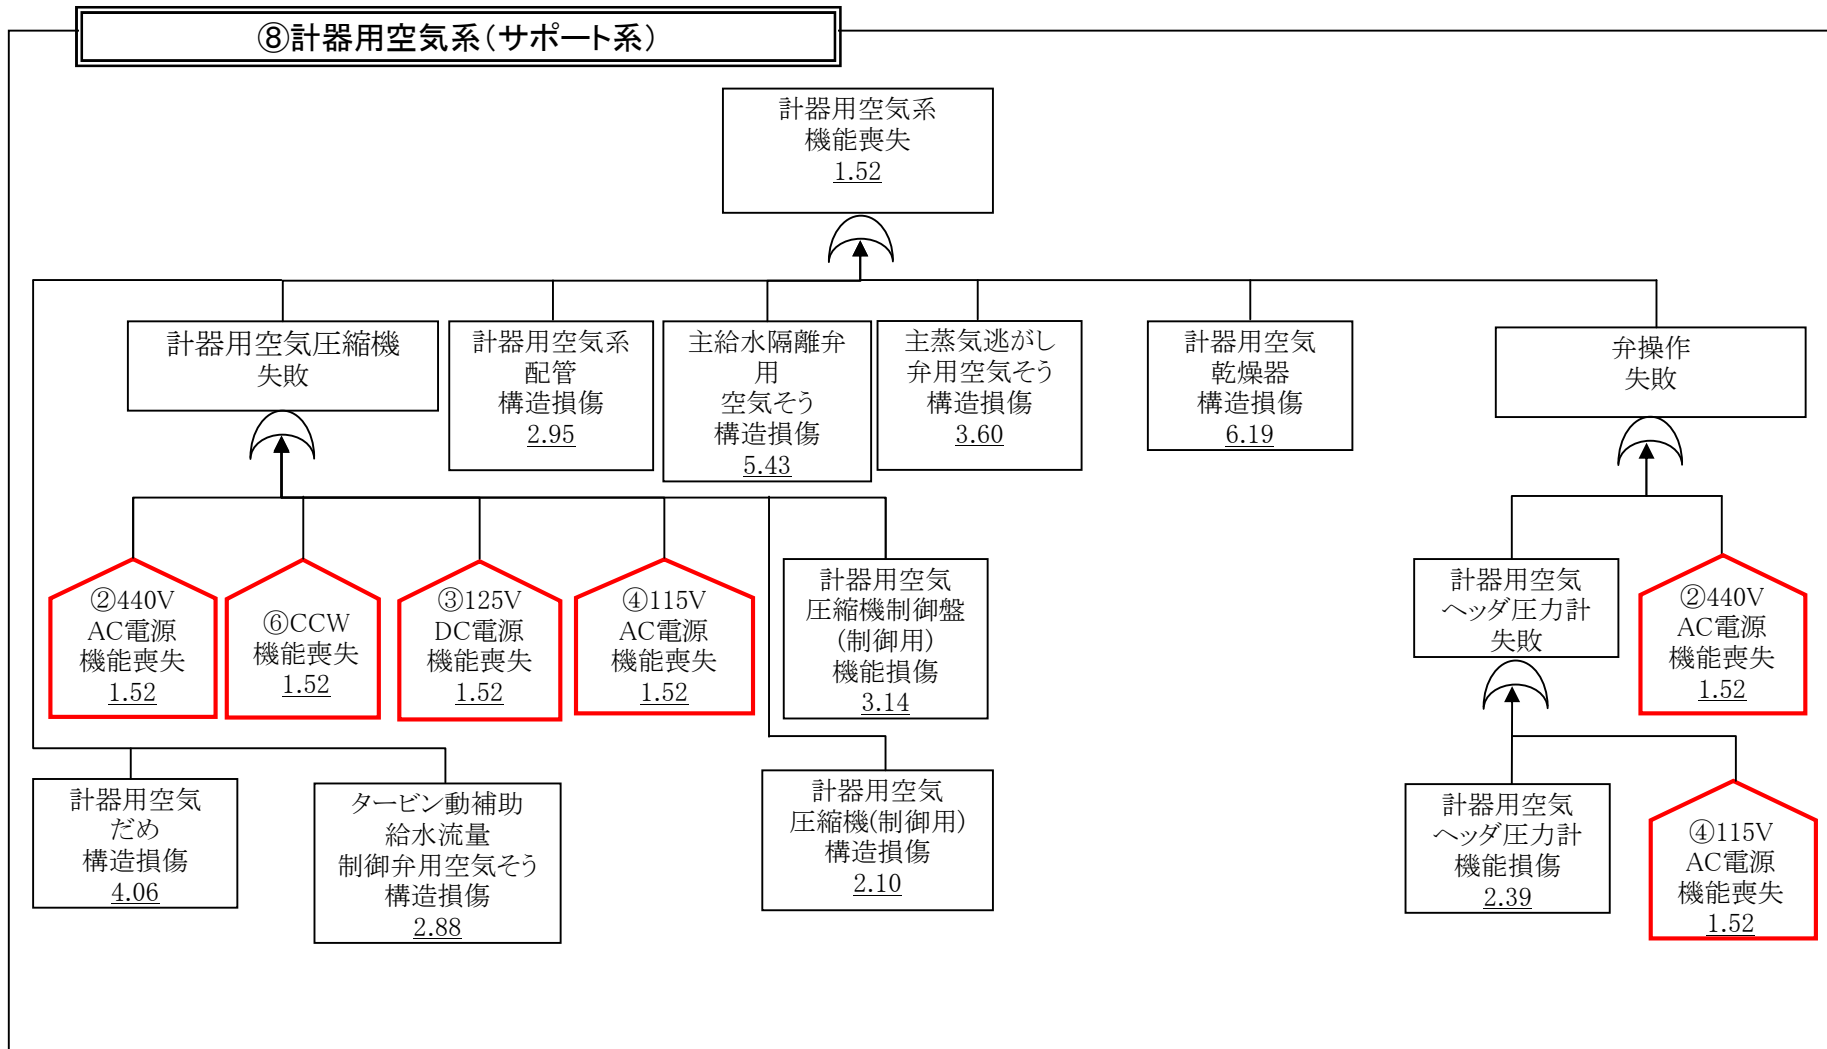 ⑧計器用空気系(サポート系)
計器用空気系
機能喪失
1.52
計器用空気圧縮機
失敗
計器用空気系
配管
構造損傷
2.95
主給水隔離弁
用
空気そう
構造損傷
5.43
主蒸気逃がし
弁用空気そう
構造損傷
3.60
計器用空気
乾燥器
構造損傷
6.19
弁操作
失敗
②440V
AC電源
機能喪失
1.52
⑥CCW
機能喪失
1.52
③125V
DC電源
機能喪失
1.52
④115V
AC電源
機能喪失
1.52
計器用空気
圧縮機制御盤
(制御用)
機能損傷
3.14
計器用空気
ヘッダ圧力計
失敗
②440V
AC電源
機能喪失
1.52
計器用空気
だめ
構造損傷
4.06
タービン動補助
給水流量
制御弁用空気そう
構造損傷
2.88
計器用空気
圧縮機(制御用)
構造損傷
2.10
計器用空気
ヘッダ圧力計
機能損傷
2.39
④115V
AC電源
機能喪失
1.52